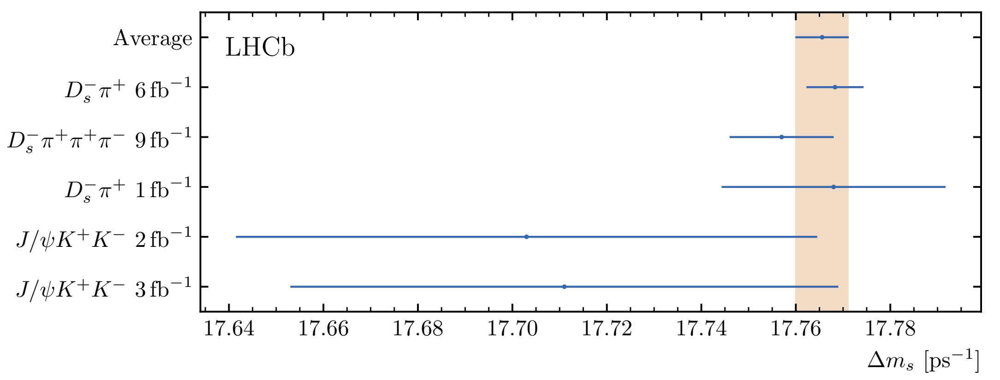 Average
LHCb
D_s^- π^+ 6 fb^−1
D_s^- π^+ π^+ π^- 9 fb^−1
D_s^- π^+ 1 fb^−1
J/ψK^+ K^- 2 fb^−1
J/ψK^+ K^- 3 fb^−1
17.64 17.66 17.68 17.70 17.72 17.74 17.76 17.78
Δm_s [ps^−1]